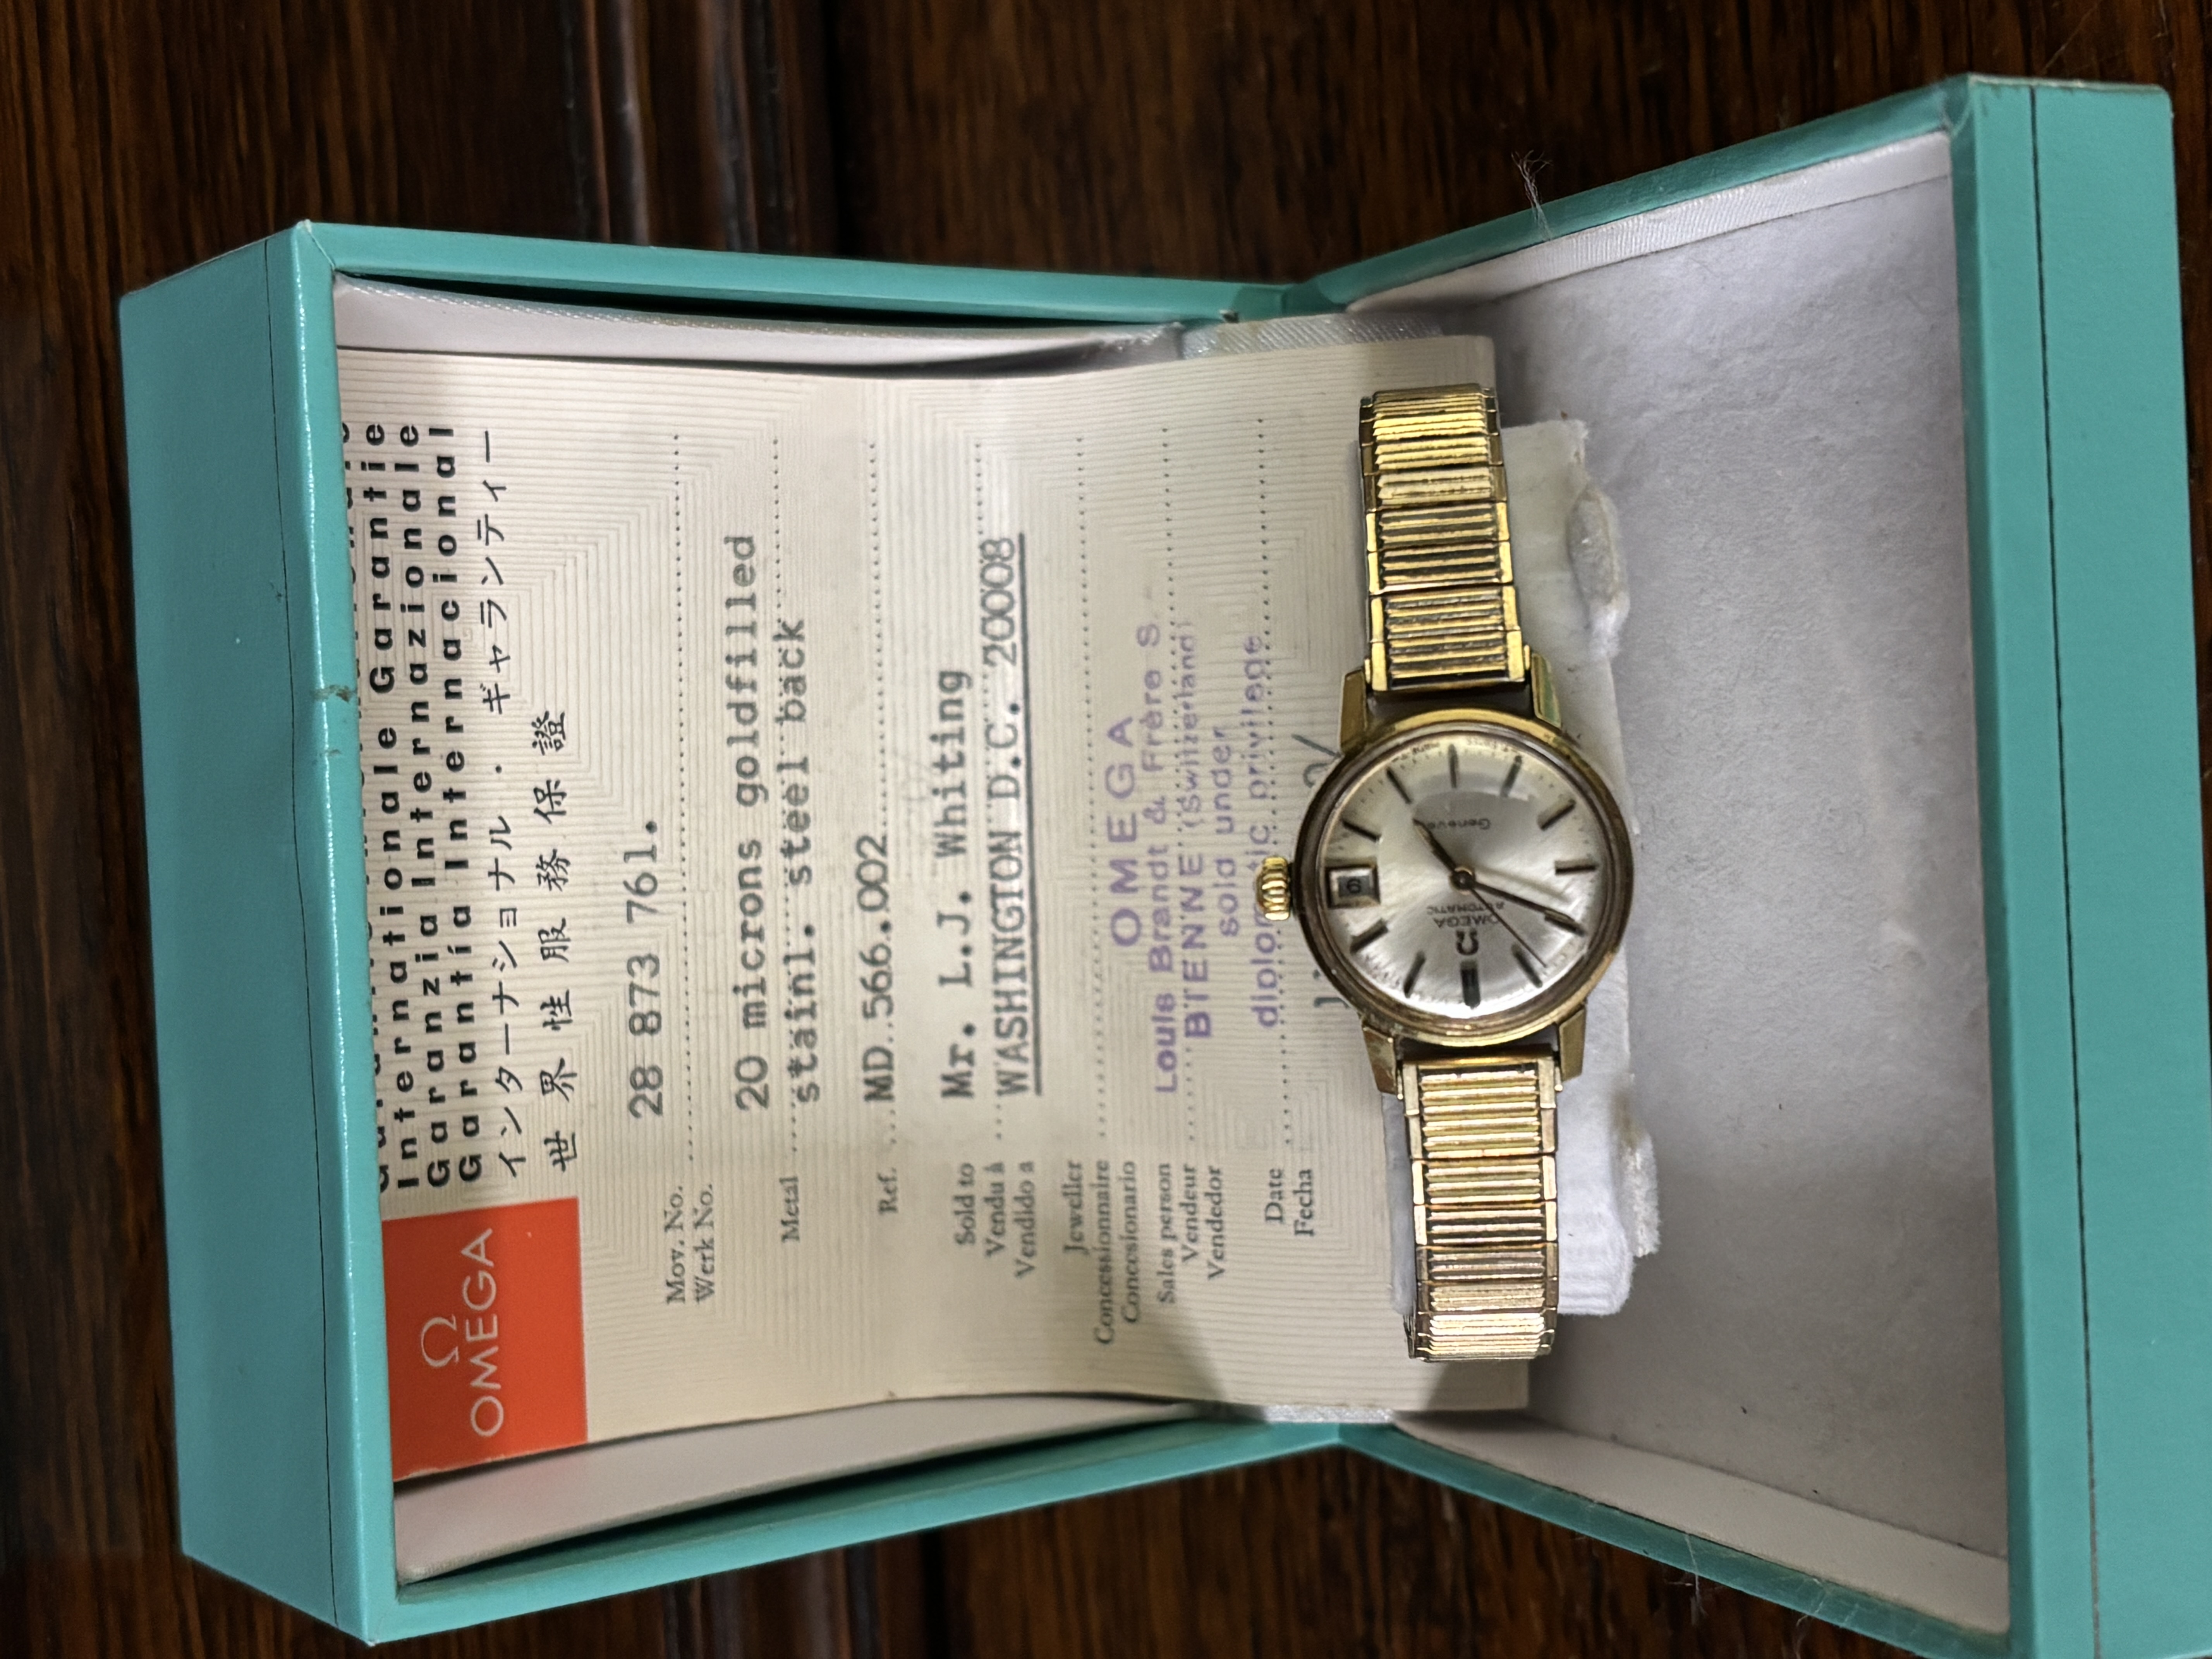 Ω
OMEGA
Internationale Garantie
Garanzia Internazionale
Garantía Internacional
インターナショナル・ギャランティー
世界性服務保證
Mov. No.
Werk No.
28 873 761.
Metal
20 microns goldfilled
stainl. steel back
Ref.
MD 566.002
Sold to
Vendu à
Vendido a
Mr. L.J. Whiting
WASHINGTON D.C. 20008
Jeweller
Concessionnaire
Concesionario
OMEGA
Louis Brandt & Frère S.
Sales person
Vendeur
Vendedor
BIENNE (Switzerland)
sold under
diplomatic privilege
Date
Fecha
Ω
OMEGA
AUTOMATIC
Genève